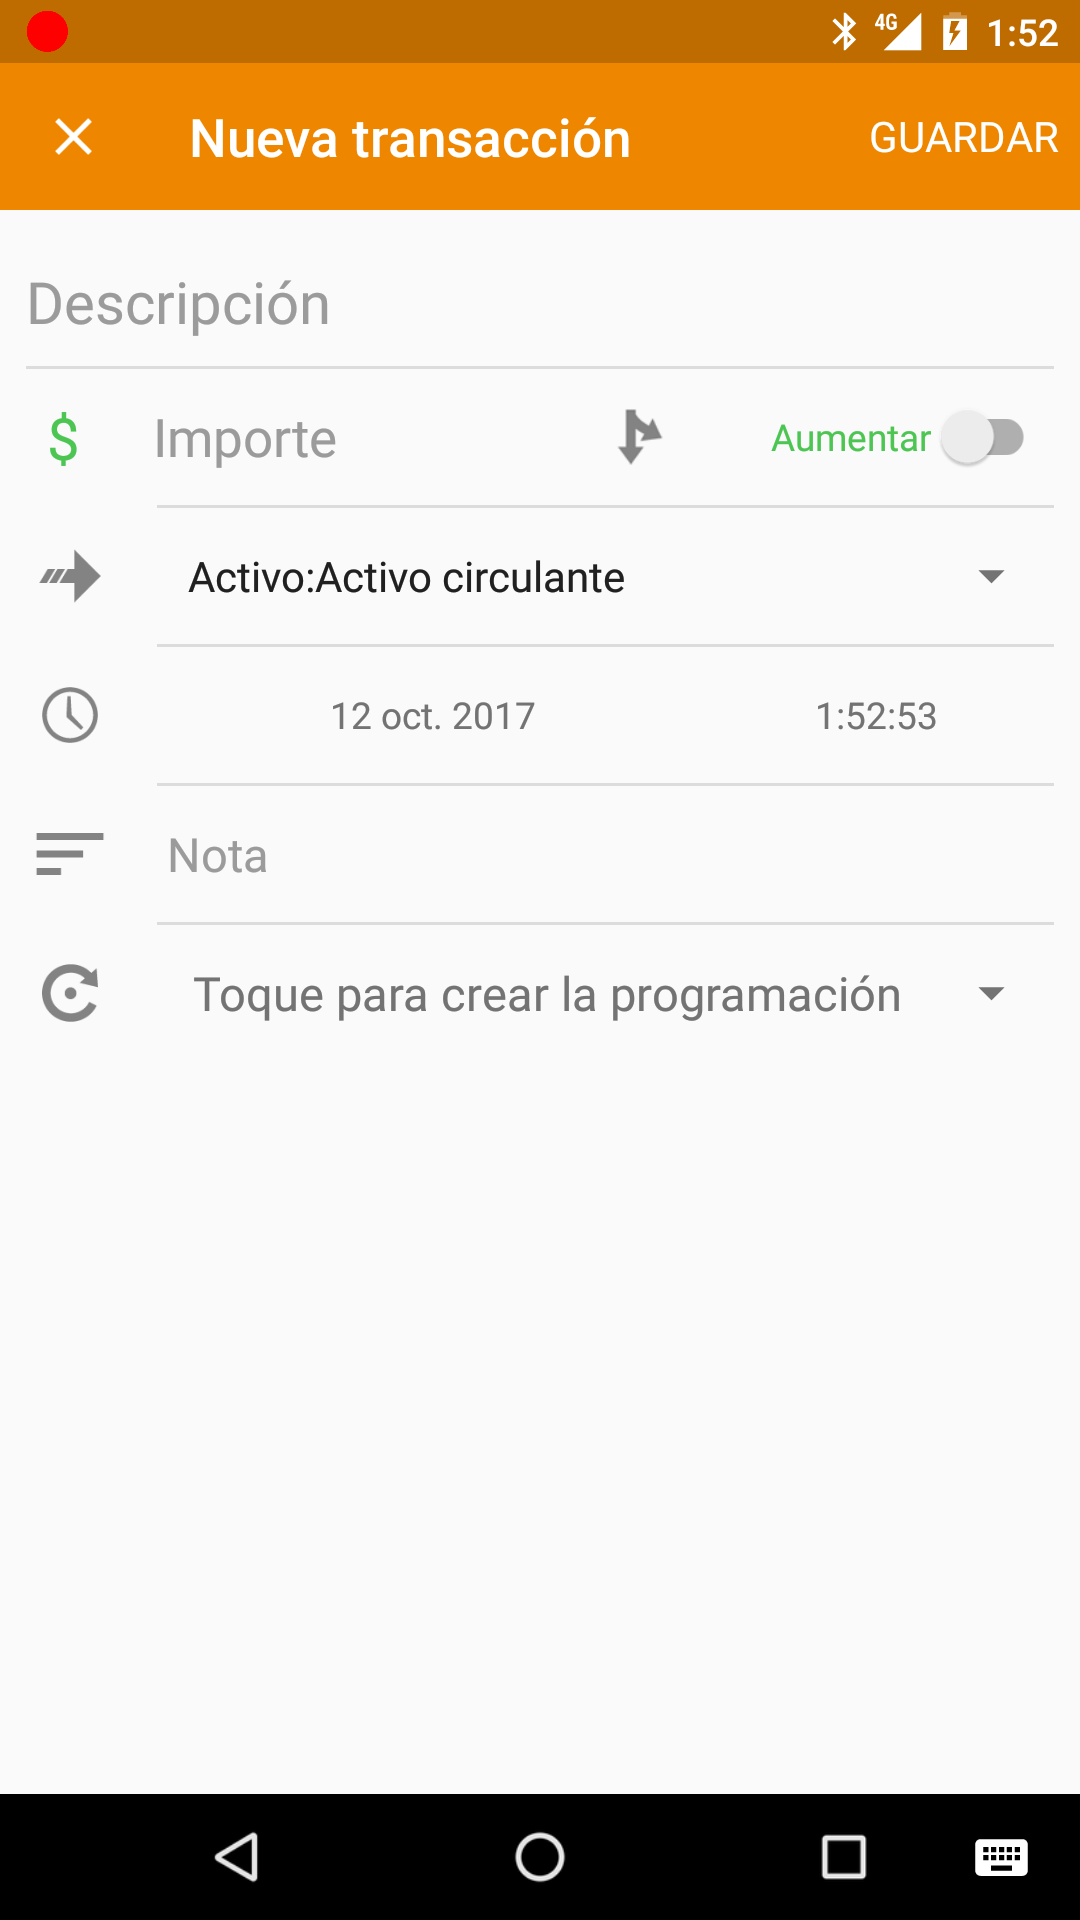 4G 1:52
Nueva transacción GUARDAR
Descripción
$ Importe Aumentar
Activo:Activo circulante
12 oct. 2017 1:52:53
Nota
Toque para crear la programación